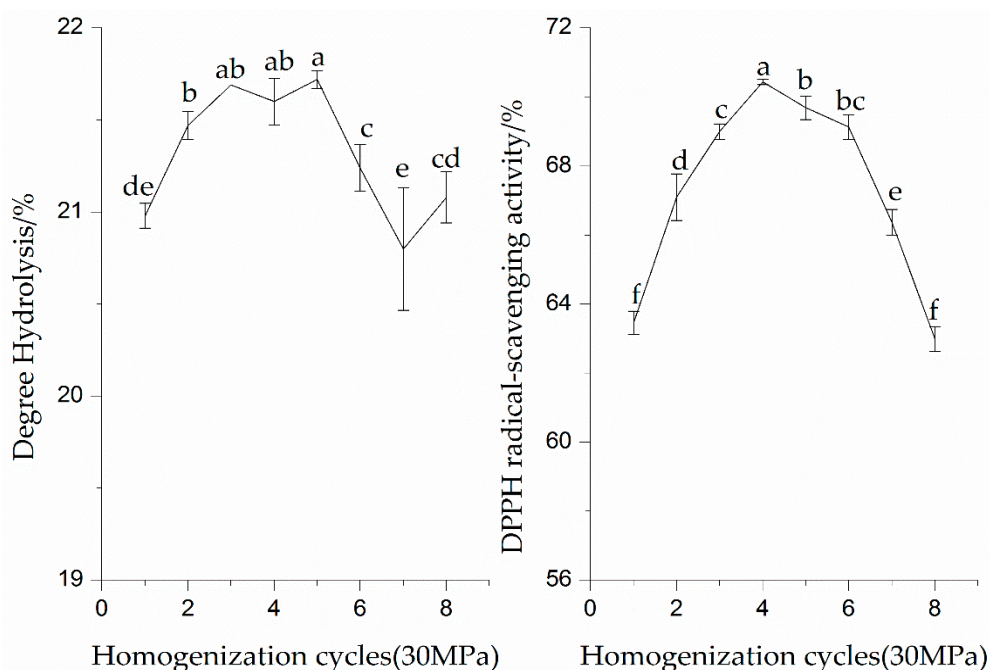 22
21
20
19
Degree Hydrolysis/%
de
b
ab
ab
a
c
e
cd
0 2 4 6 8
Homogenization cycles(30MPa)
72
68
64
60
56
DPPH radical-scavenging activity/%
f
d
c
a
b
bc
e
f
0 2 4 6 8
Homogenization cycles(30MPa)